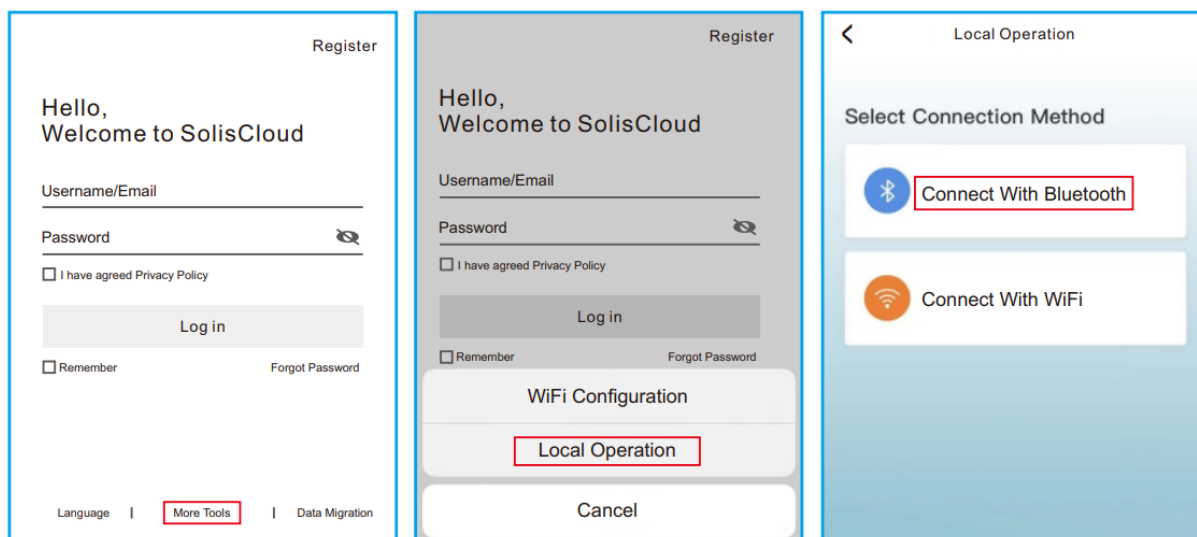 Register
Hello,
Welcome to SolisCloud
Username/Email
Password
I have agreed Privacy Policy
Log in
Remember Forgot Password
Language | More Tools | Data Migration
Register
Hello,
Welcome to SolisCloud
Username/Email
Password
I have agreed Privacy Policy
Log in
Remember Forgot Password
WiFi Configuration
Local Operation
Cancel
Local Operation
Select Connection Method
Connect With Bluetooth
Connect With WiFi